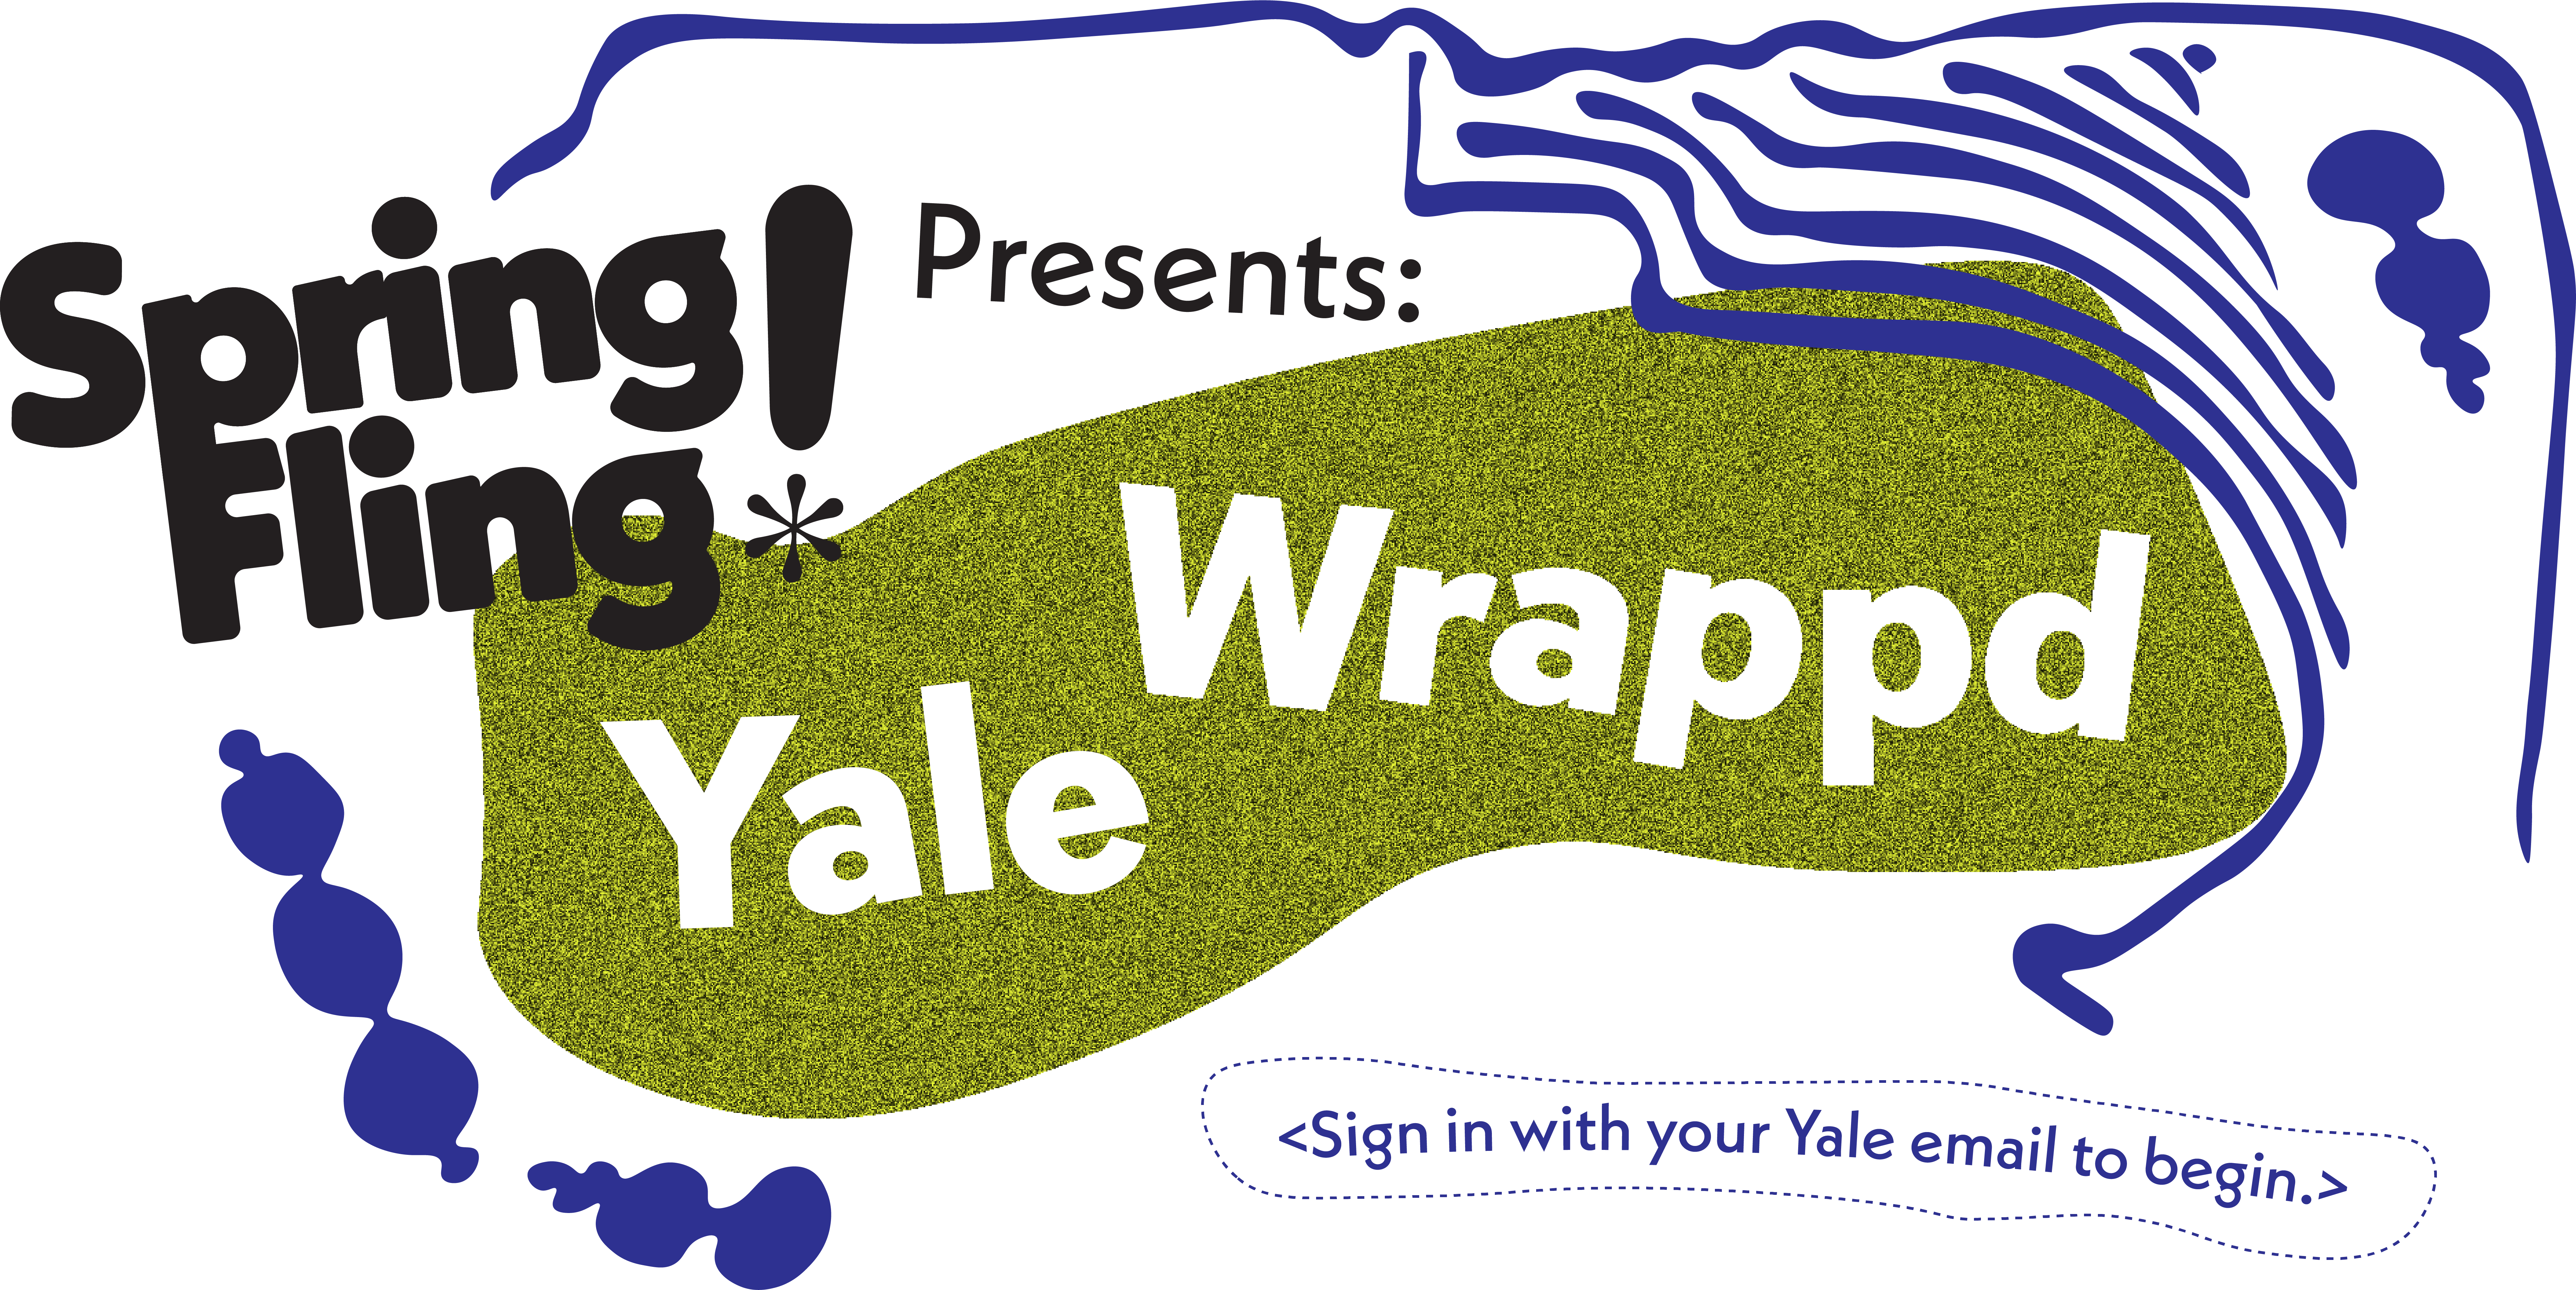 Spring
Fling!*
Presents:
Yale
Wrappd
<Sign in with your Yale email to begin.>